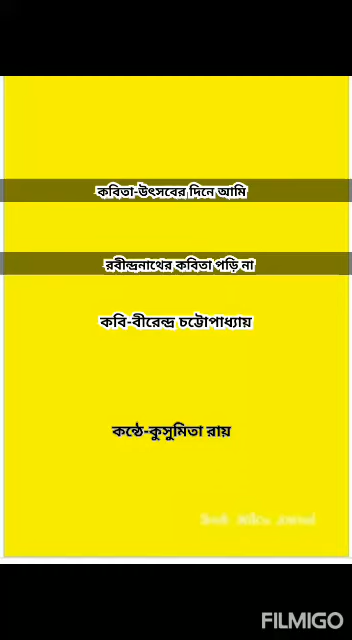 কবিতা-উৎসবের দিনে আমি
রবীন্দ্রনাথের কবিতা পড়ি না
কবি-বীরেন্দ্র চট্টোপাধ্যায়
কন্ঠে-কুসুমিতা রায়
FILMIGO